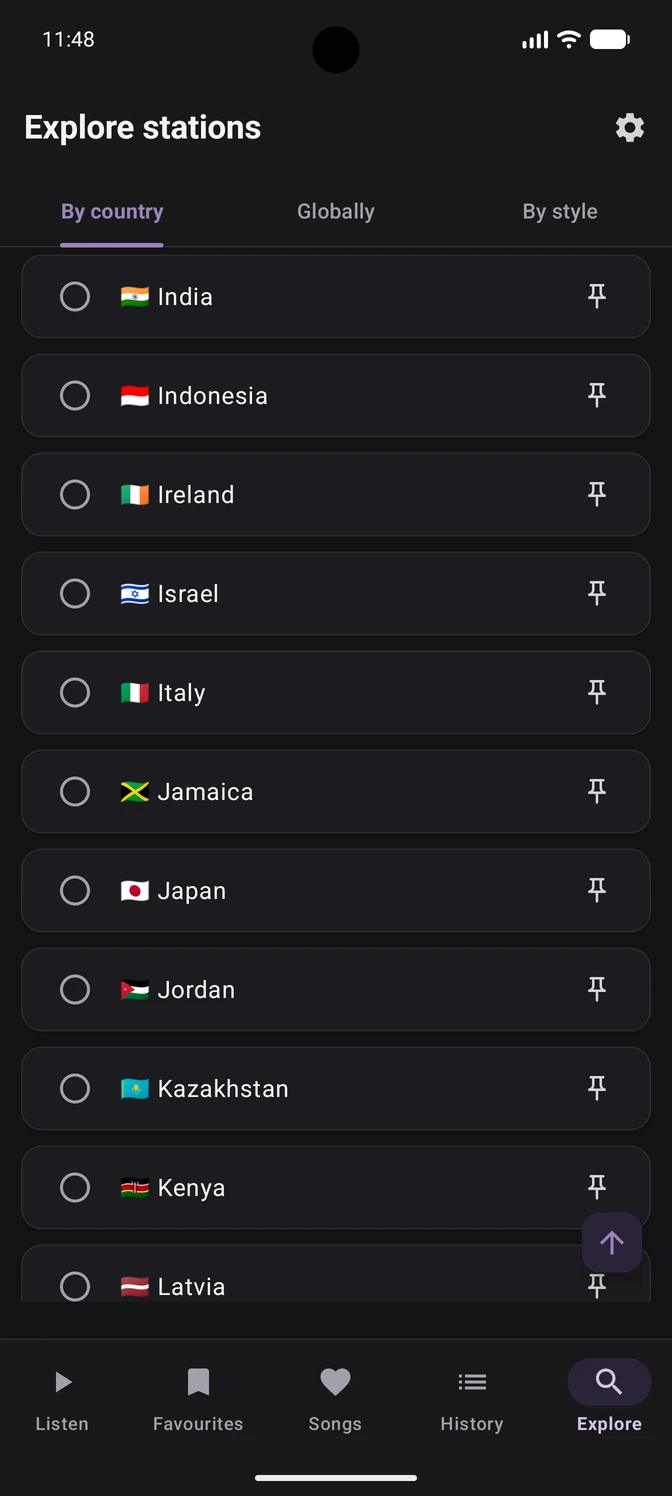 11:48
Explore stations
By country
Globally
By style
India
Indonesia
Ireland
Israel
Italy
Jamaica
Japan
Jordan
Kazakhstan
Kenya
Latvia
Listen
Favourites
Songs
History
Explore